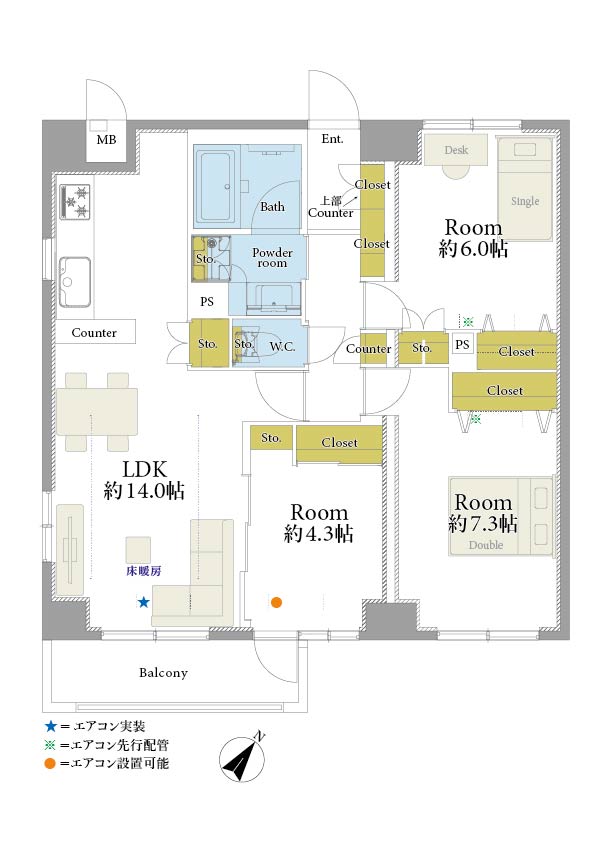 MB
Ent.
Desk
Closet
上部
Counter
Single
Bath
Room
約6.0帖
Closet
Sto.
Powder
room
PS
Counter
Sto.
Sto.
W.C.
Counter
Sto.
PS
Closet
Closet
Sto.
Closet
LDK
約14.0帖
Room
約4.3帖
Room
約7.3帖
Double
床暖房
Balcony
★=エアコン実装
※=エアコン先行配管
●=エアコン設置可能
N